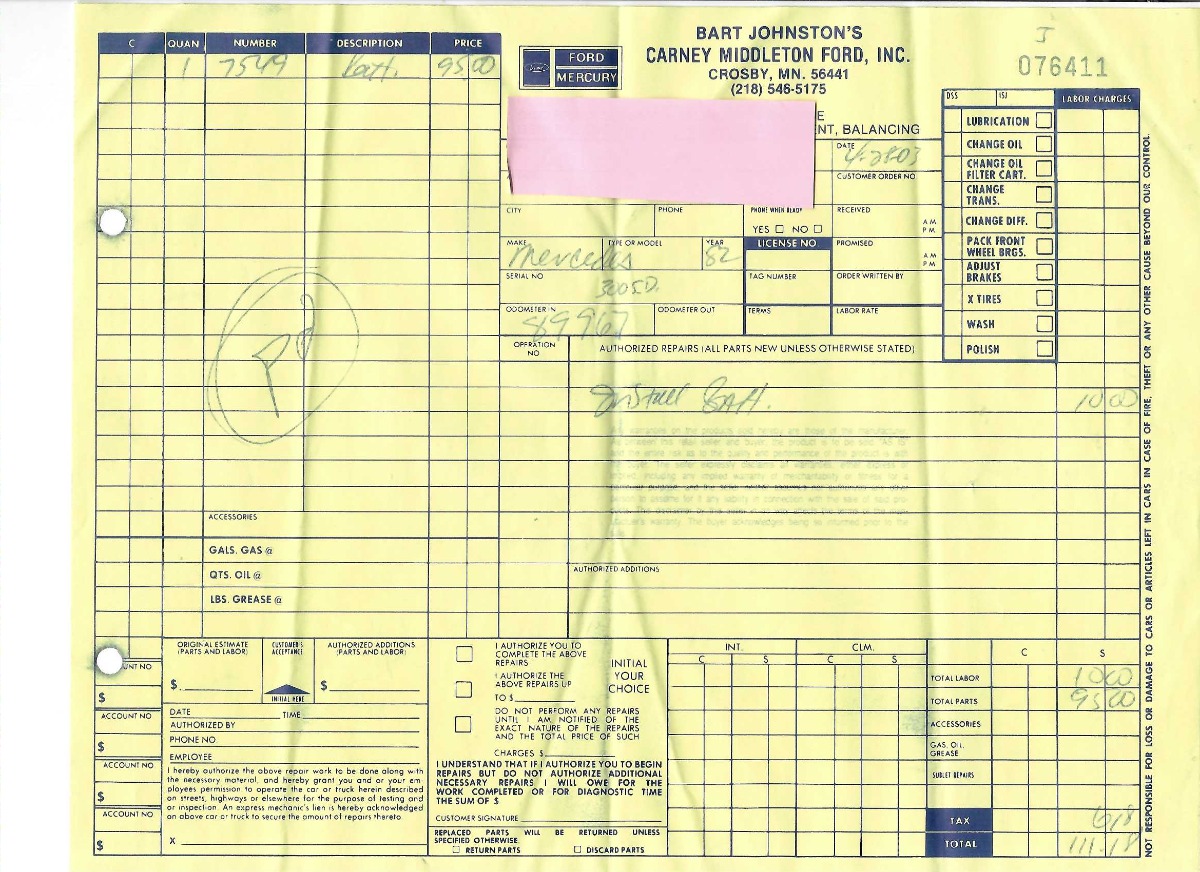 BART JOHNSTON'S
CARNEY MIDDLETON FORD, INC.
CROSBY, MN. 56441
(218) 546-5175
FORD
MERCURY
J
076411
E
NT, BALANCING
C QUAN NUMBER DESCRIPTION PRICE
1 7549 Batt. 95 00
DATE 4-28-03
CUSTOMER ORDER NO
CITY PHONE PHONE WHEN READY RECEIVED AM PM
YES NO
MAKE TYPE OR MODEL YEAR LICENSE NO PROMISED AM PM
Mercedes 82
SERIAL NO TAG NUMBER ORDER WRITTEN BY
300SD
ODOMETER IN ODOMETER OUT TERMS LABOR RATE
89967
OPERATION NO AUTHORIZED REPAIRS (ALL PARTS NEW UNLESS OTHERWISE STATED)
LABOR CHARGES
LUBRICATION
CHANGE OIL
CHANGE OIL FILTER CART.
CHANGE TRANS.
CHANGE DIFF.
PACK FRONT WHEEL BRGS.
ADJUST BRAKES
X TIRES
WASH
POLISH
Install Batt. 10 00
Pd
ACCESSORIES
GALS. GAS @
QTS. OIL @
LBS. GREASE @
AUTHORIZED ADDITIONS
ORIGINAL ESTIMATE (PARTS AND LABOR)
$
CUSTOMER'S ACCEPTANCE
INITIAL HERE
AUTHORIZED ADDITIONS (PARTS AND LABOR)
$
UNT NO
$
ACCOUNT NO
$
ACCOUNT NO
$
ACCOUNT NO
$
DATE TIME
AUTHORIZED BY
PHONE NO.
EMPLOYEE
I hereby authorize the above repair work to be done along with
the necessary material, and hereby grant you and/or your em
ployees permission to operate the car or truck herein described
on streets, highways or elsewhere for the purpose of testing and
or inspection. An express mechanic's lien is hereby acknowledged
on above car or truck to secure the amount of repairs thereto.
X
I AUTHORIZE YOU TO
COMPLETE THE ABOVE
REPAIRS
I AUTHORIZE THE
ABOVE REPAIRS UP
TO $
INITIAL
YOUR
CHOICE
DO NOT PERFORM ANY REPAIRS
UNTIL I AM NOTIFIED OF THE
EXACT NATURE OF THE REPAIRS
AND THE TOTAL PRICE OF SUCH
CHARGES $
I UNDERSTAND THAT IF I AUTHORIZE YOU TO BEGIN
REPAIRS BUT DO NOT AUTHORIZE ADDITIONAL
NECESSARY REPAIRS I WILL OWE FOR THE
WORK COMPLETED OR FOR DIAGNOSTIC TIME
THE SUM OF $
CUSTOMER SIGNATURE
REPLACED PARTS WILL BE RETURNED UNLESS
SPECIFIED OTHERWISE.
RETURN PARTS DISCARD PARTS
INT. CLM.
C S C S C S
TOTAL LABOR 10 00
TOTAL PARTS 95 00
ACCESSORIES
GAS, OIL, GREASE
SUBLET REPAIRS
TAX 6 18
TOTAL 111.18
NOT RESPONSIBLE FOR LOSS OR DAMAGE TO CARS OR ARTICLES LEFT IN CARS IN CASE OF FIRE, THEFT OR ANY OTHER CAUSE BEYOND OUR CONTROL.